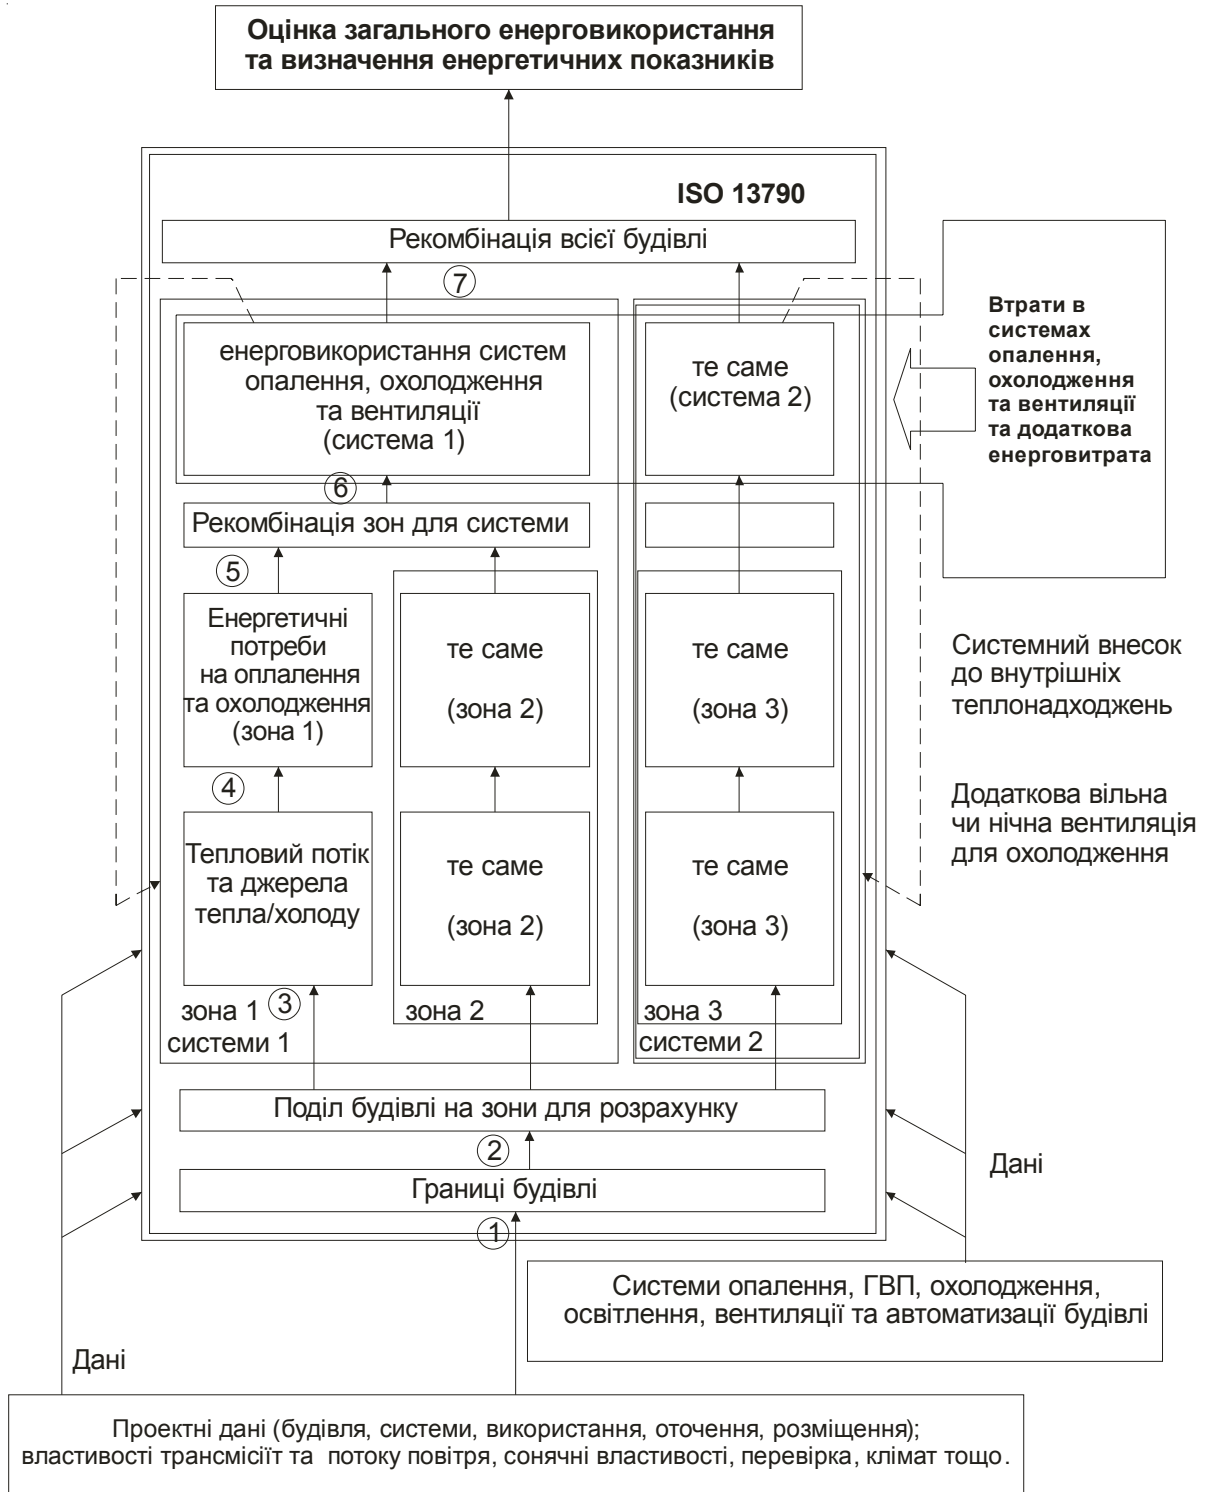 Оцінка загального енерговикористання
та визначення енергетичних показників
ISO 13790
Рекомбінація всієї будівлі
7
Втрати в
системах
опалення,
охолодження
та вентиляції
та додаткова
енерговитрата
енерговикористання систем
опалення, охолодження
та вентиляції
(система 1)
те саме
(система 2)
6
Рекомбінація зон для системи
5
Енергетичні
потреби
на оплалення
та охолодження
(зона 1)
те саме
(зона 2)
те саме
(зона 3)
Системний внесок
до внутрішніх
теплонадходжень
4
Тепловий потік
та джерела
тепла/холоду
те саме
(зона 2)
те саме
(зона 3)
Додаткова вільна
чи нічна вентиляція
для охолодження
зона 1
3
системи 1
зона 2
зона 3
системи 2
Поділ будівлі на зони для розрахунку
2
Границі будівлі
1
Дані
Системи опалення, ГВП, охолодження,
освітлення, вентиляції та автоматизації будівлі
Дані
Проектні дані (будівля, системи, використання, оточення, розміщення);
властивості трансмісіїт та потоку повітря, сонячні властивості, перевірка, клімат тощо.